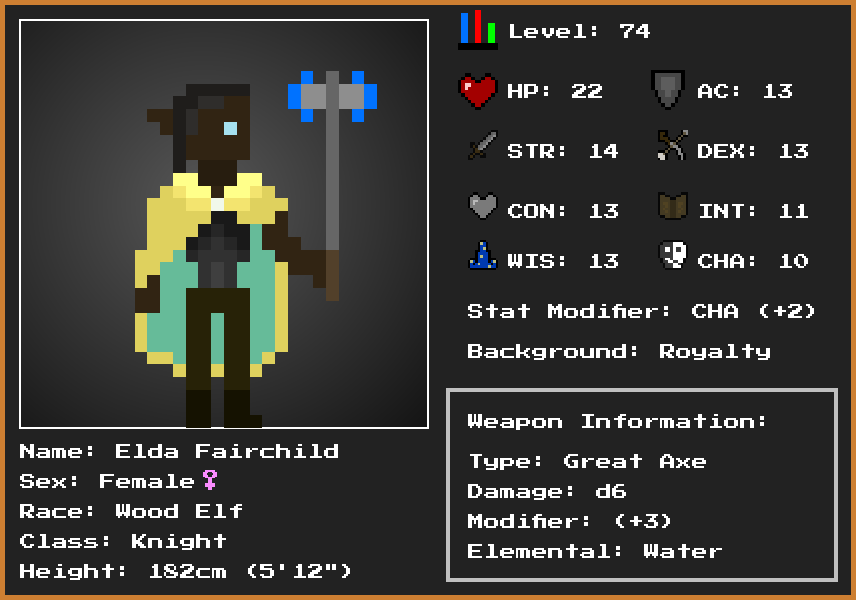 Level: 74
HP: 22 AC: 13
STR: 14 DEX: 13
CON: 13 INT: 11
WIS: 13 CHA: 10
Stat Modifier: CHA (+2)
Background: Royalty
Weapon Information:
Type: Great Axe
Damage: d6
Modifier: (+3)
Elemental: Water
Name: Elda Fairchild
Sex: Female♀
Race: Wood Elf
Class: Knight
Height: 182cm (5'12")